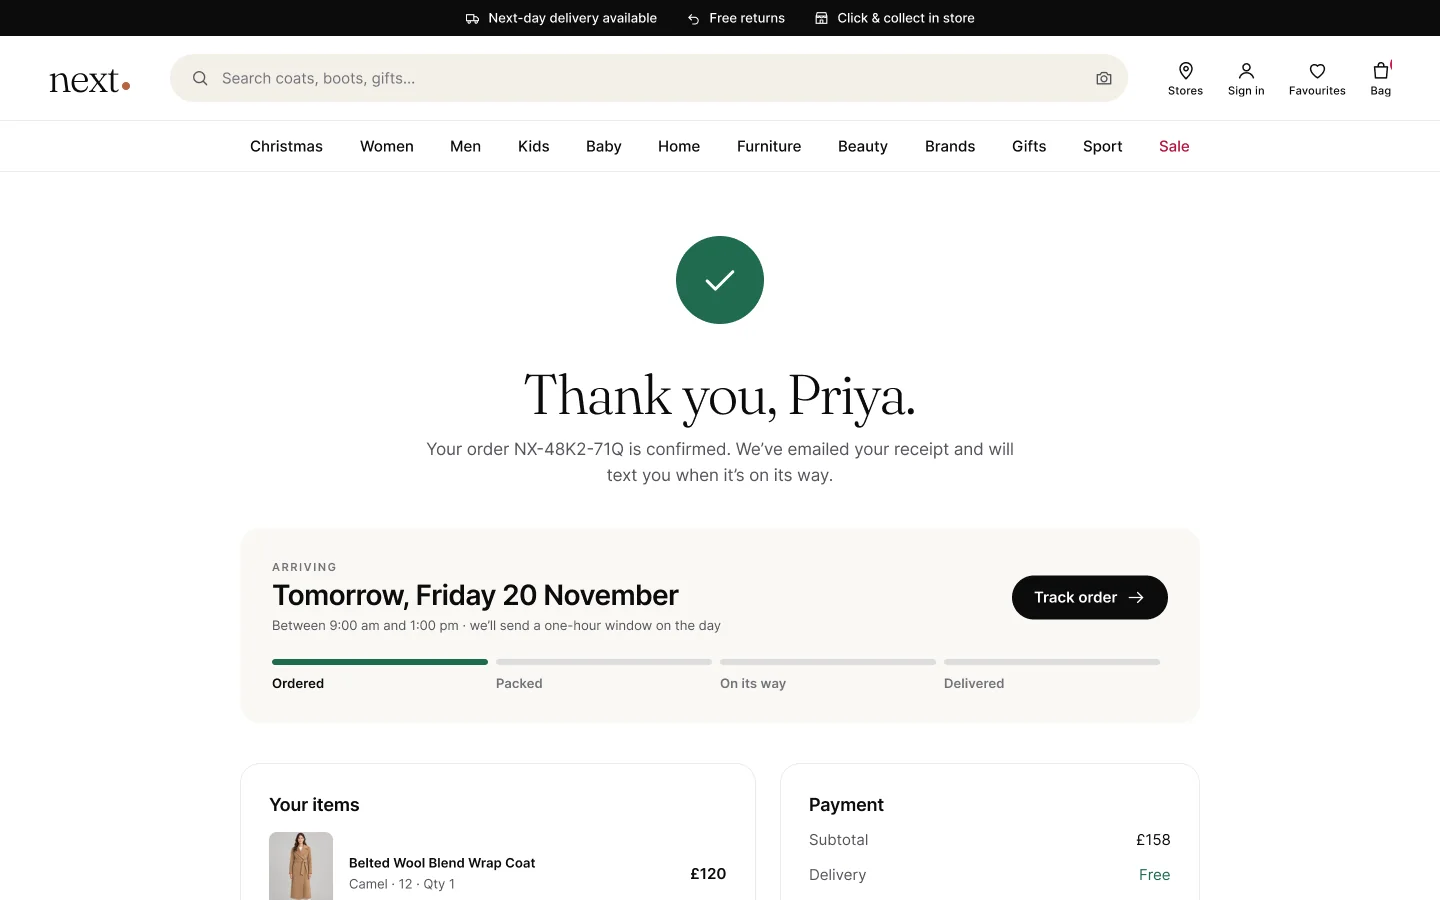 Next-day delivery available
Free returns
Click & collect in store
next.
Search coats, boots, gifts...
Stores
Sign in
Favourites
Bag
Christmas
Women
Men
Kids
Baby
Home
Furniture
Beauty
Brands
Gifts
Sport
Sale
Thank you, Priya.
Your order NX-48K2-71Q is confirmed. We’ve emailed your receipt and will
text you when it’s on its way.
ARRIVING
Tomorrow, Friday 20 November
Between 9:00 am and 1:00 pm · we’ll send a one-hour window on the day
Track order
Ordered
Packed
On its way
Delivered
Your items
Belted Wool Blend Wrap Coat
Camel · 12 · Qty 1
£120
Payment
Subtotal
£158
Delivery
Free